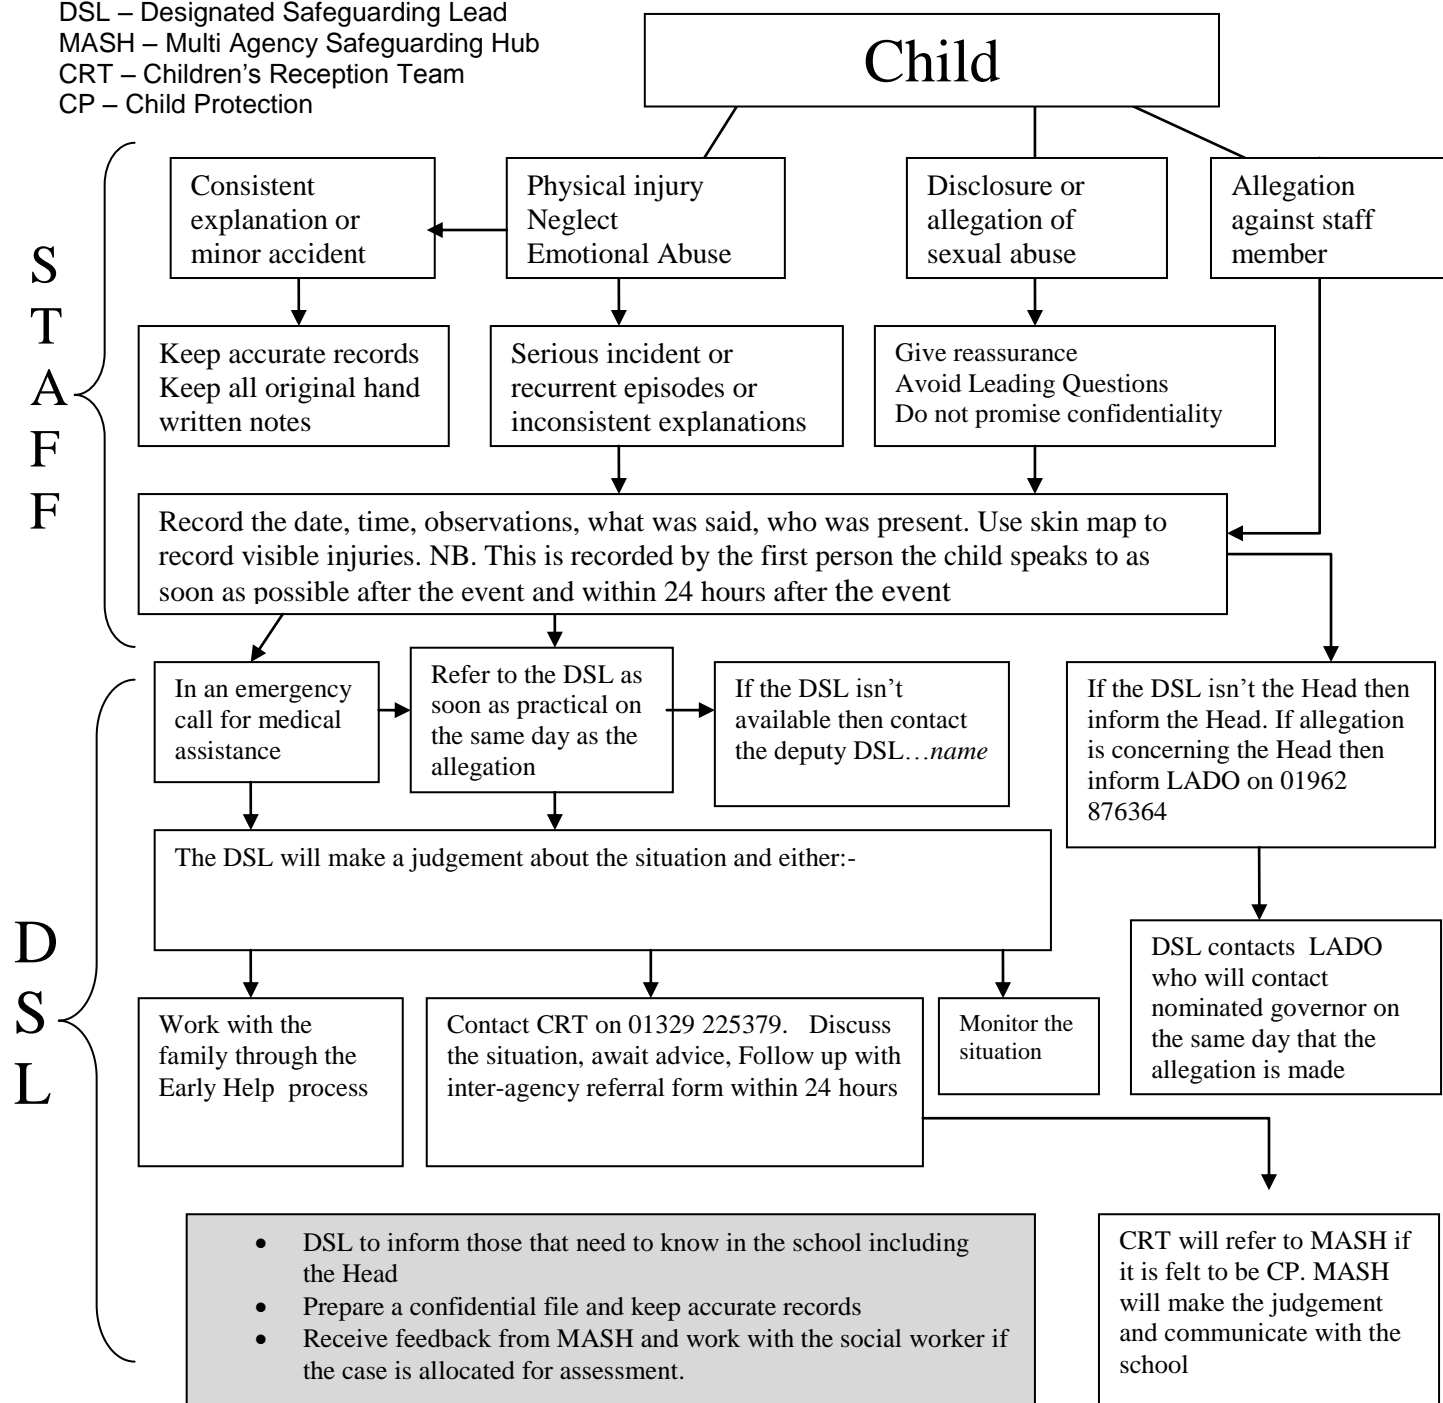 DSL – Designated Safeguarding Lead
MASH – Multi Agency Safeguarding Hub
CRT – Children's Reception Team
CP – Child Protection
Child
S
T
A
F
F
Consistent
explanation or
minor accident
Physical injury
Neglect
Emotional Abuse
Disclosure or
allegation of
sexual abuse
Allegation
against staff
member
Keep accurate records
Keep all original hand
written notes
Serious incident or
recurrent episodes or
inconsistent explanations
Give reassurance
Avoid Leading Questions
Do not promise confidentiality
Record the date, time, observations, what was said, who was present. Use skin map to
record visible injuries. NB. This is recorded by the first person the child speaks to as
soon as possible after the event and within 24 hours after the event
D
S
L
In an emergency
call for medical
assistance
Refer to the DSL as
soon as practical on
the same day as the
allegation
If the DSL isn't
available then contact
the deputy DSL…name
If the DSL isn't the Head then
inform the Head. If allegation
is concerning the Head then
inform LADO on 01962
876364
The DSL will make a judgement about the situation and either:-
DSL contacts LADO
who will contact
nominated governor on
the same day that the
allegation is made
Work with the
family through the
Early Help process
Contact CRT on 01329 225379. Discuss
the situation, await advice, Follow up with
inter-agency referral form within 24 hours
Monitor the
situation
• DSL to inform those that need to know in the school including
the Head
• Prepare a confidential file and keep accurate records
• Receive feedback from MASH and work with the social worker if
the case is allocated for assessment.
CRT will refer to MASH if
it is felt to be CP. MASH
will make the judgement
and communicate with the
school